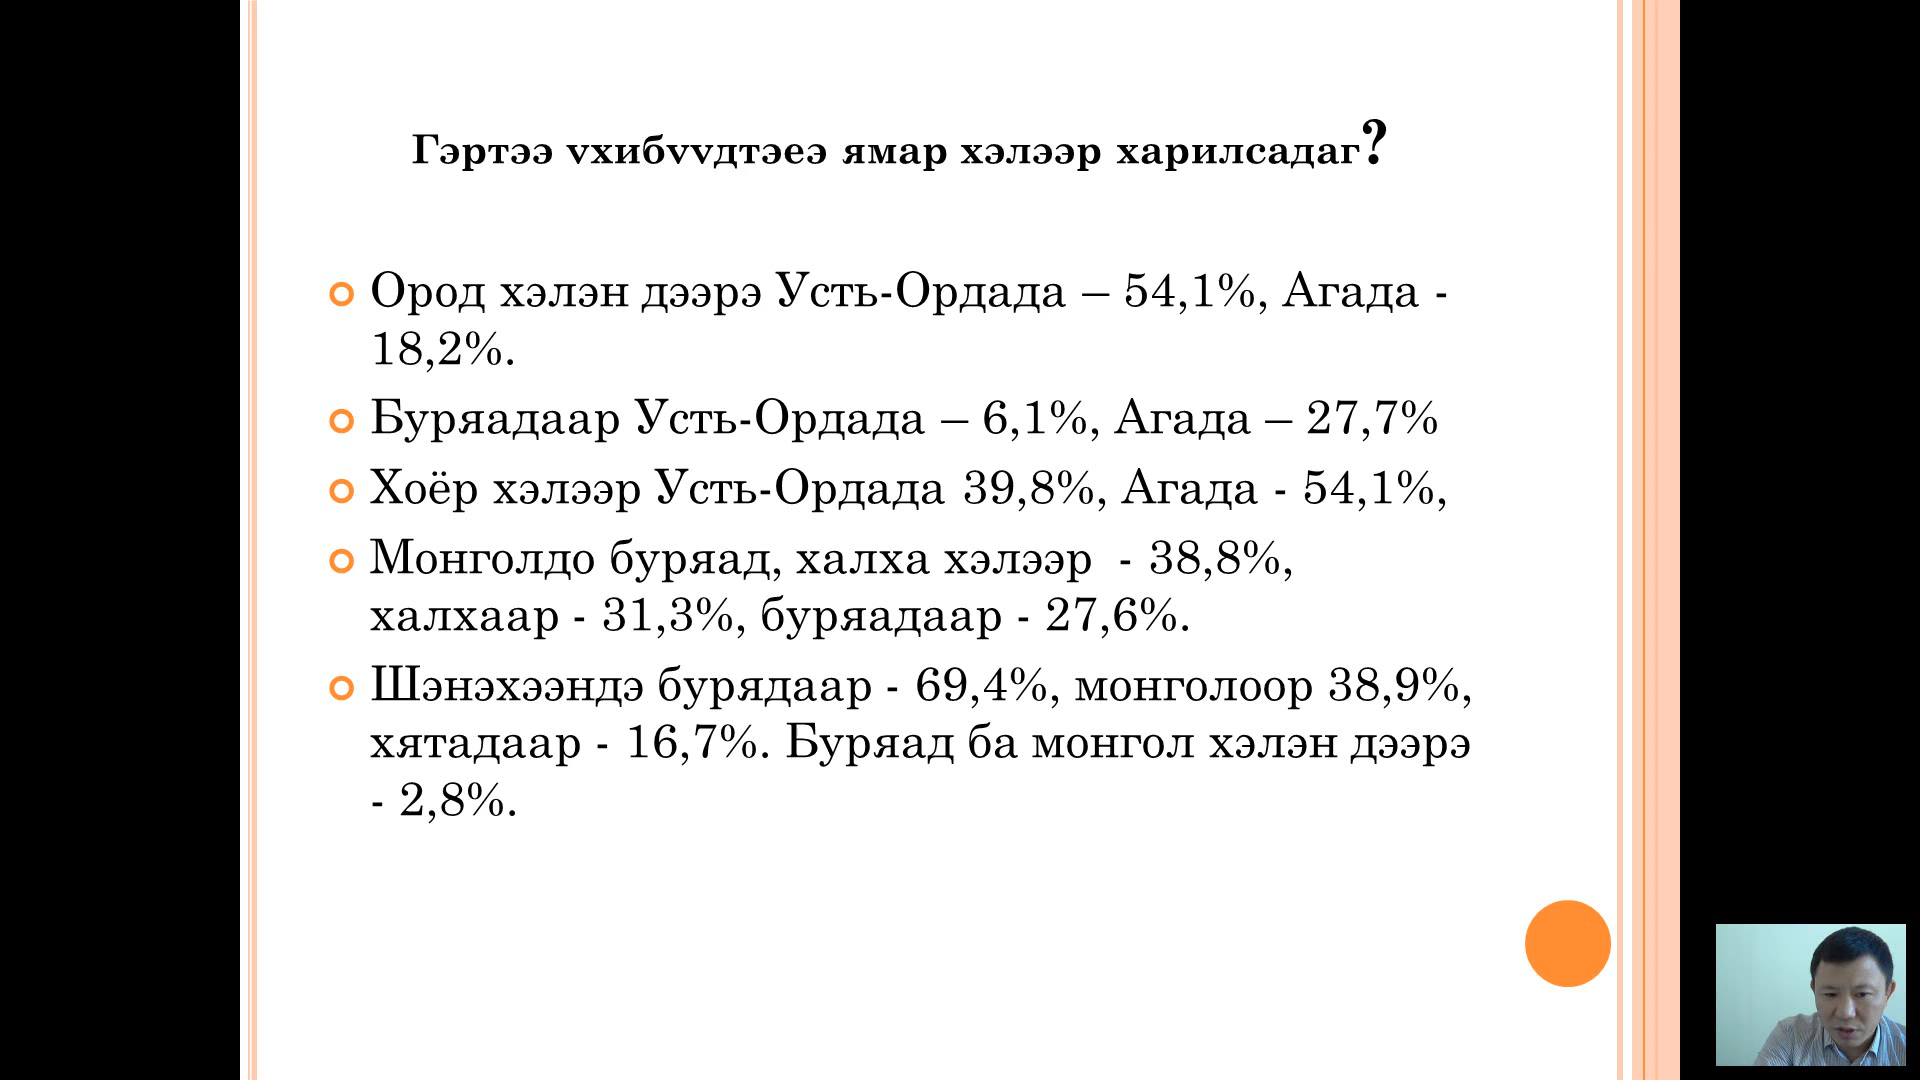 Гэртээ vхибvvдтэеэ ямар хэлээр харилсадаг?
Ород хэлэн дээрэ Усть-Ордада – 54,1%, Агада -
18,2%.
Буряадаар Усть-Ордада – 6,1%, Агада – 27,7%
Хоёр хэлээр Усть-Ордада 39,8%, Агада - 54,1%,
Монголдо буряад, халха хэлээр - 38,8%,
халхаар - 31,3%, буряадаар - 27,6%.
Шэнэхээндэ бурядаар - 69,4%, монголоор 38,9%,
хятадаар - 16,7%. Буряад ба монгол хэлэн дээрэ
- 2,8%.